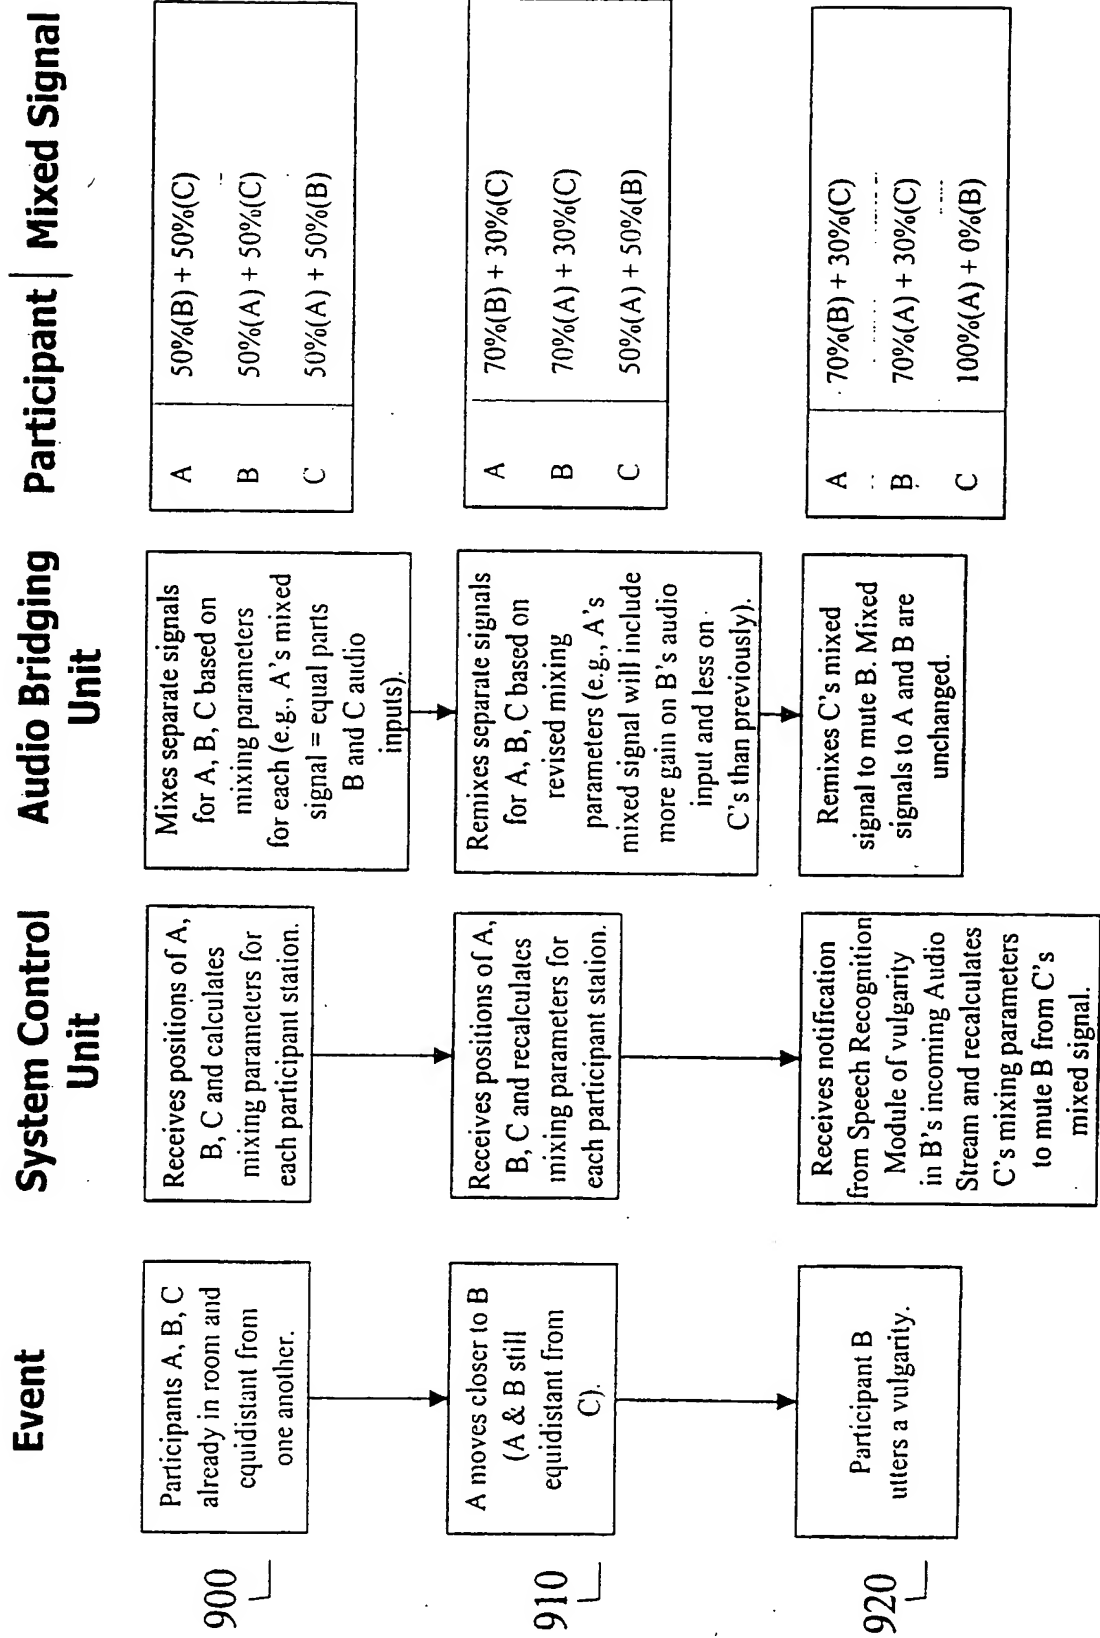 Event
System Control
Unit
Audio Bridging
Unit
Participant | Mixed Signal
900
Participants A, B, C
already in room and
equidistant from
one another.
Receives positions of A,
B, C and calculates
mixing parameters for
each participant station.
Mixes separate signals
for A, B, C based on
mixing parameters
for each (e.g., A's mixed
signal = equal parts
B and C audio
inputs).
A 50%(B) + 50%(C)
B 50%(A) + 50%(C)
C 50%(A) + 50%(B)
910
A moves closer to B
(A & B still
equidistant from
C).
Receives positions of A,
B, C and recalculates
mixing parameters for
each participant station.
Remixes separate signals
for A, B, C based on
revised mixing
parameters (e.g., A's
mixed signal will include
more gain on B's audio
input and less on
C's than previously).
A 70%(B) + 30%(C)
B 70%(A) + 30%(C)
C 50%(A) + 50%(B)
920
Participant B
utters a vulgarity.
Receives notification
from Speech Recognition
Module of vulgarity
in B's incoming Audio
Stream and recalculates
C's mixing parameters
to mute B from C's
mixed signal.
Remixes C's mixed
signal to mute B. Mixed
signals to A and B are
unchanged.
A 70%(B) + 30%(C)
B 70%(A) + 30%(C)
C 100%(A) + 0%(B)